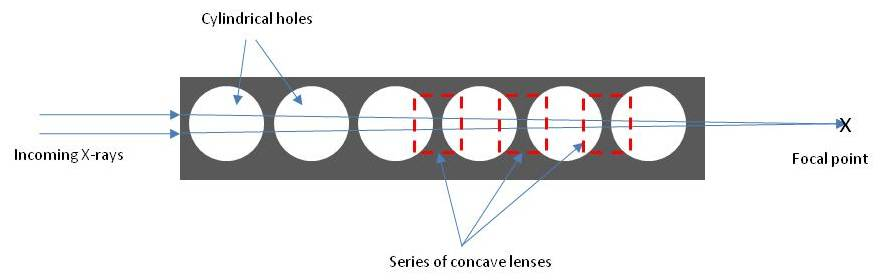 Cylindrical holes
Incoming X-rays
X
Focal point
Series of concave lenses